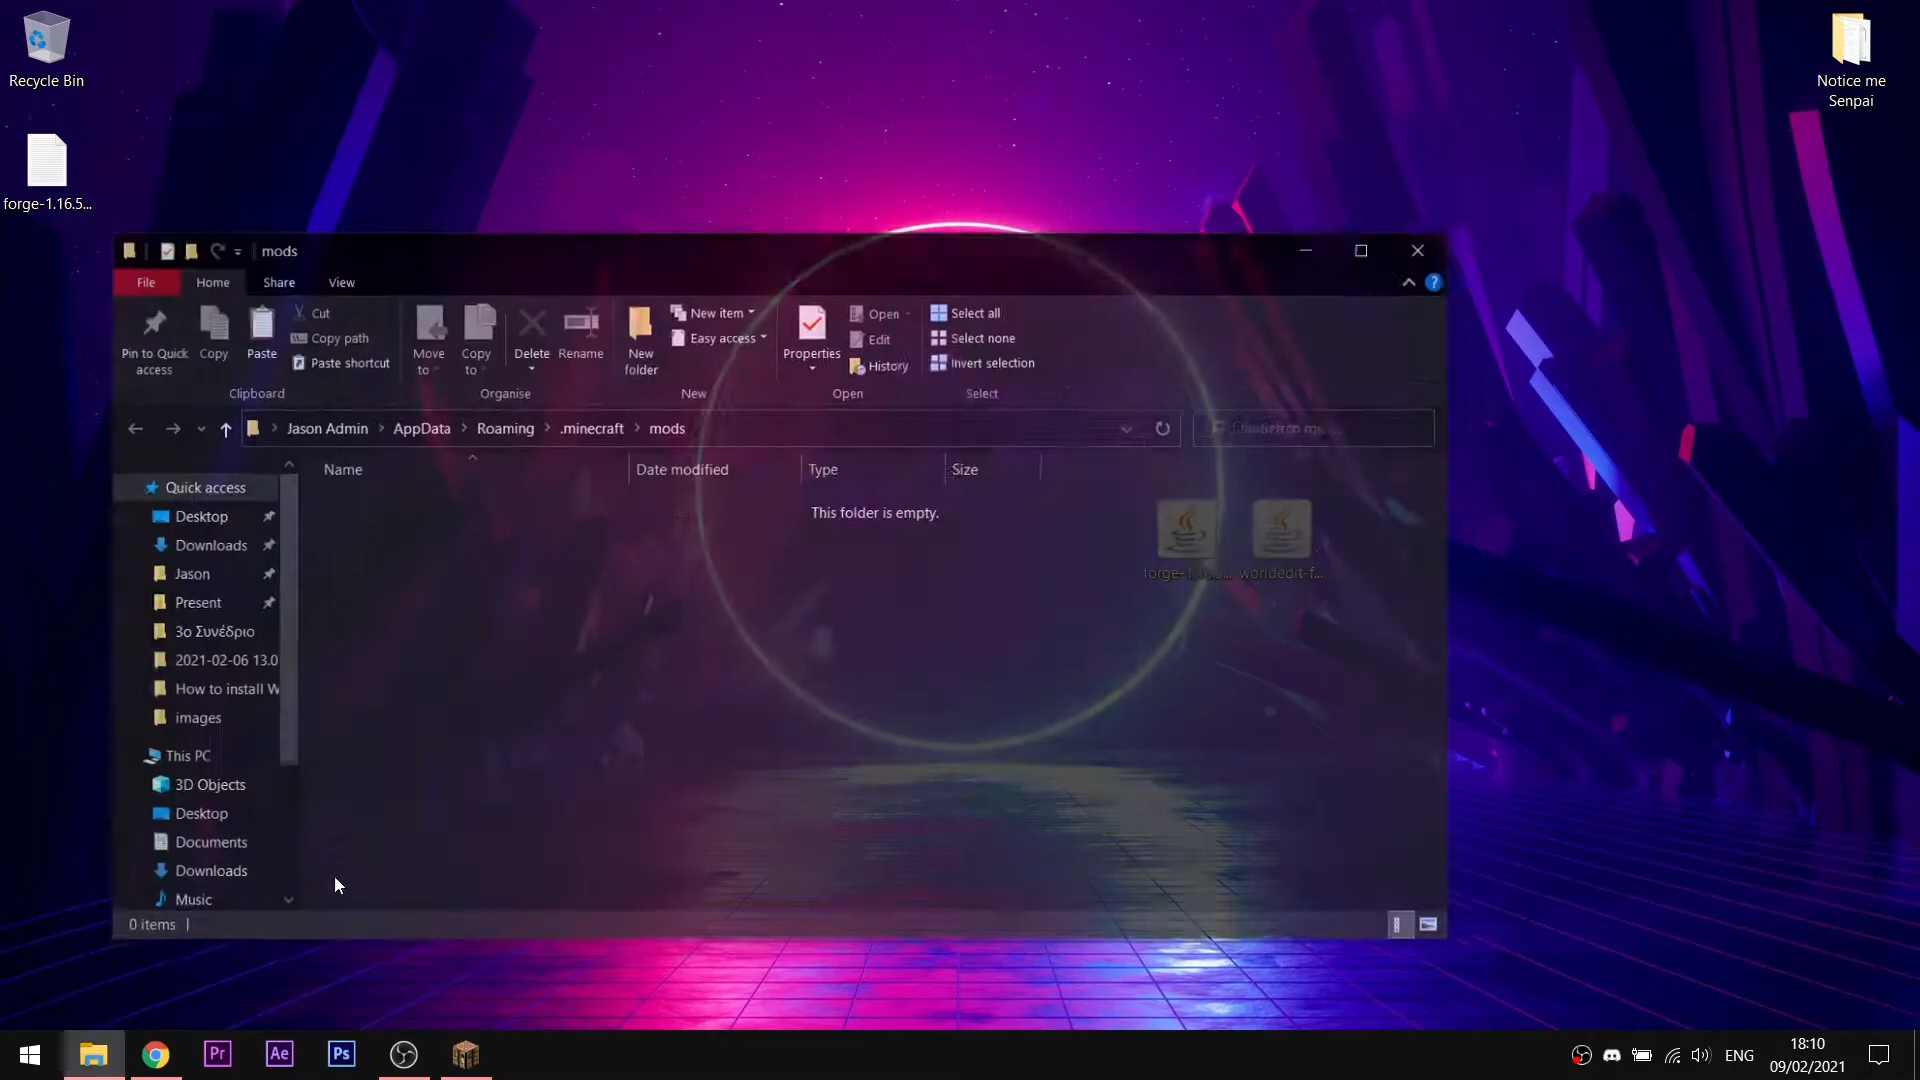 Recycle Bin
Notice me
Senpai
forge-1.16.5...
mods
File
Home
Share
View
Pin to Quick
access
Copy
Paste
Cut
Copy path
Paste shortcut
Clipboard
Move
to
Copy
to
Delete
Rename
Organise
New
folder
New item
Easy access
New
Properties
Open
Edit
History
Open
Select all
Select none
Invert selection
Select
Jason Admin
AppData
Roaming
.minecraft
mods
Name
Date modified
Type
Size
This folder is empty.
Quick access
Desktop
Downloads
Jason
Present
3ο Συνέδριο
2021-02-06 13.0
How to install W
images
This PC
3D Objects
Desktop
Documents
Downloads
Music
worldedit-f...
0 items
Pr
Ae
Ps
ENG
18:10
09/02/2021